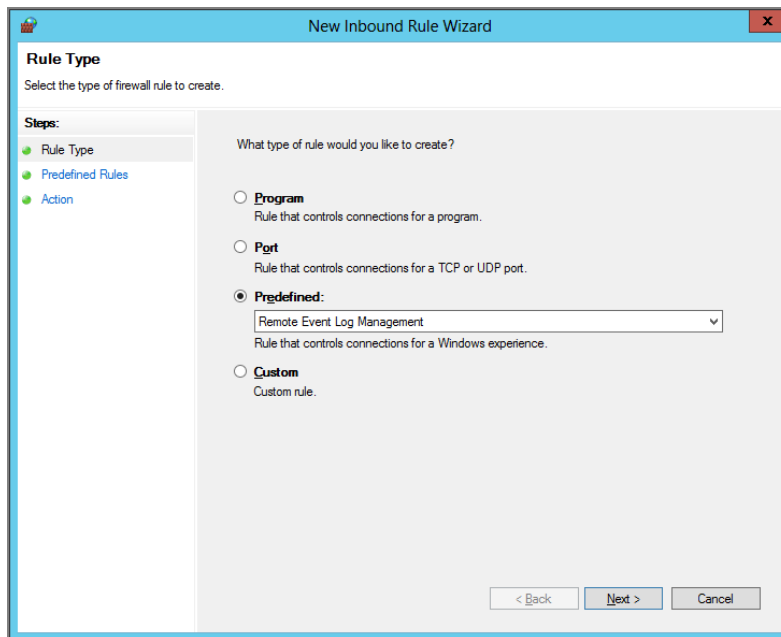 New Inbound Rule Wizard
x
Rule Type
Select the type of firewall rule to create.
Steps:
Rule Type
Predefined Rules
Action
What type of rule would you like to create?
Program
Rule that controls connections for a program.
Port
Rule that controls connections for a TCP or UDP port.
Predefined:
Remote Event Log Management
Rule that controls connections for a Windows experience.
Custom
Custom rule.
< Back Next > Cancel